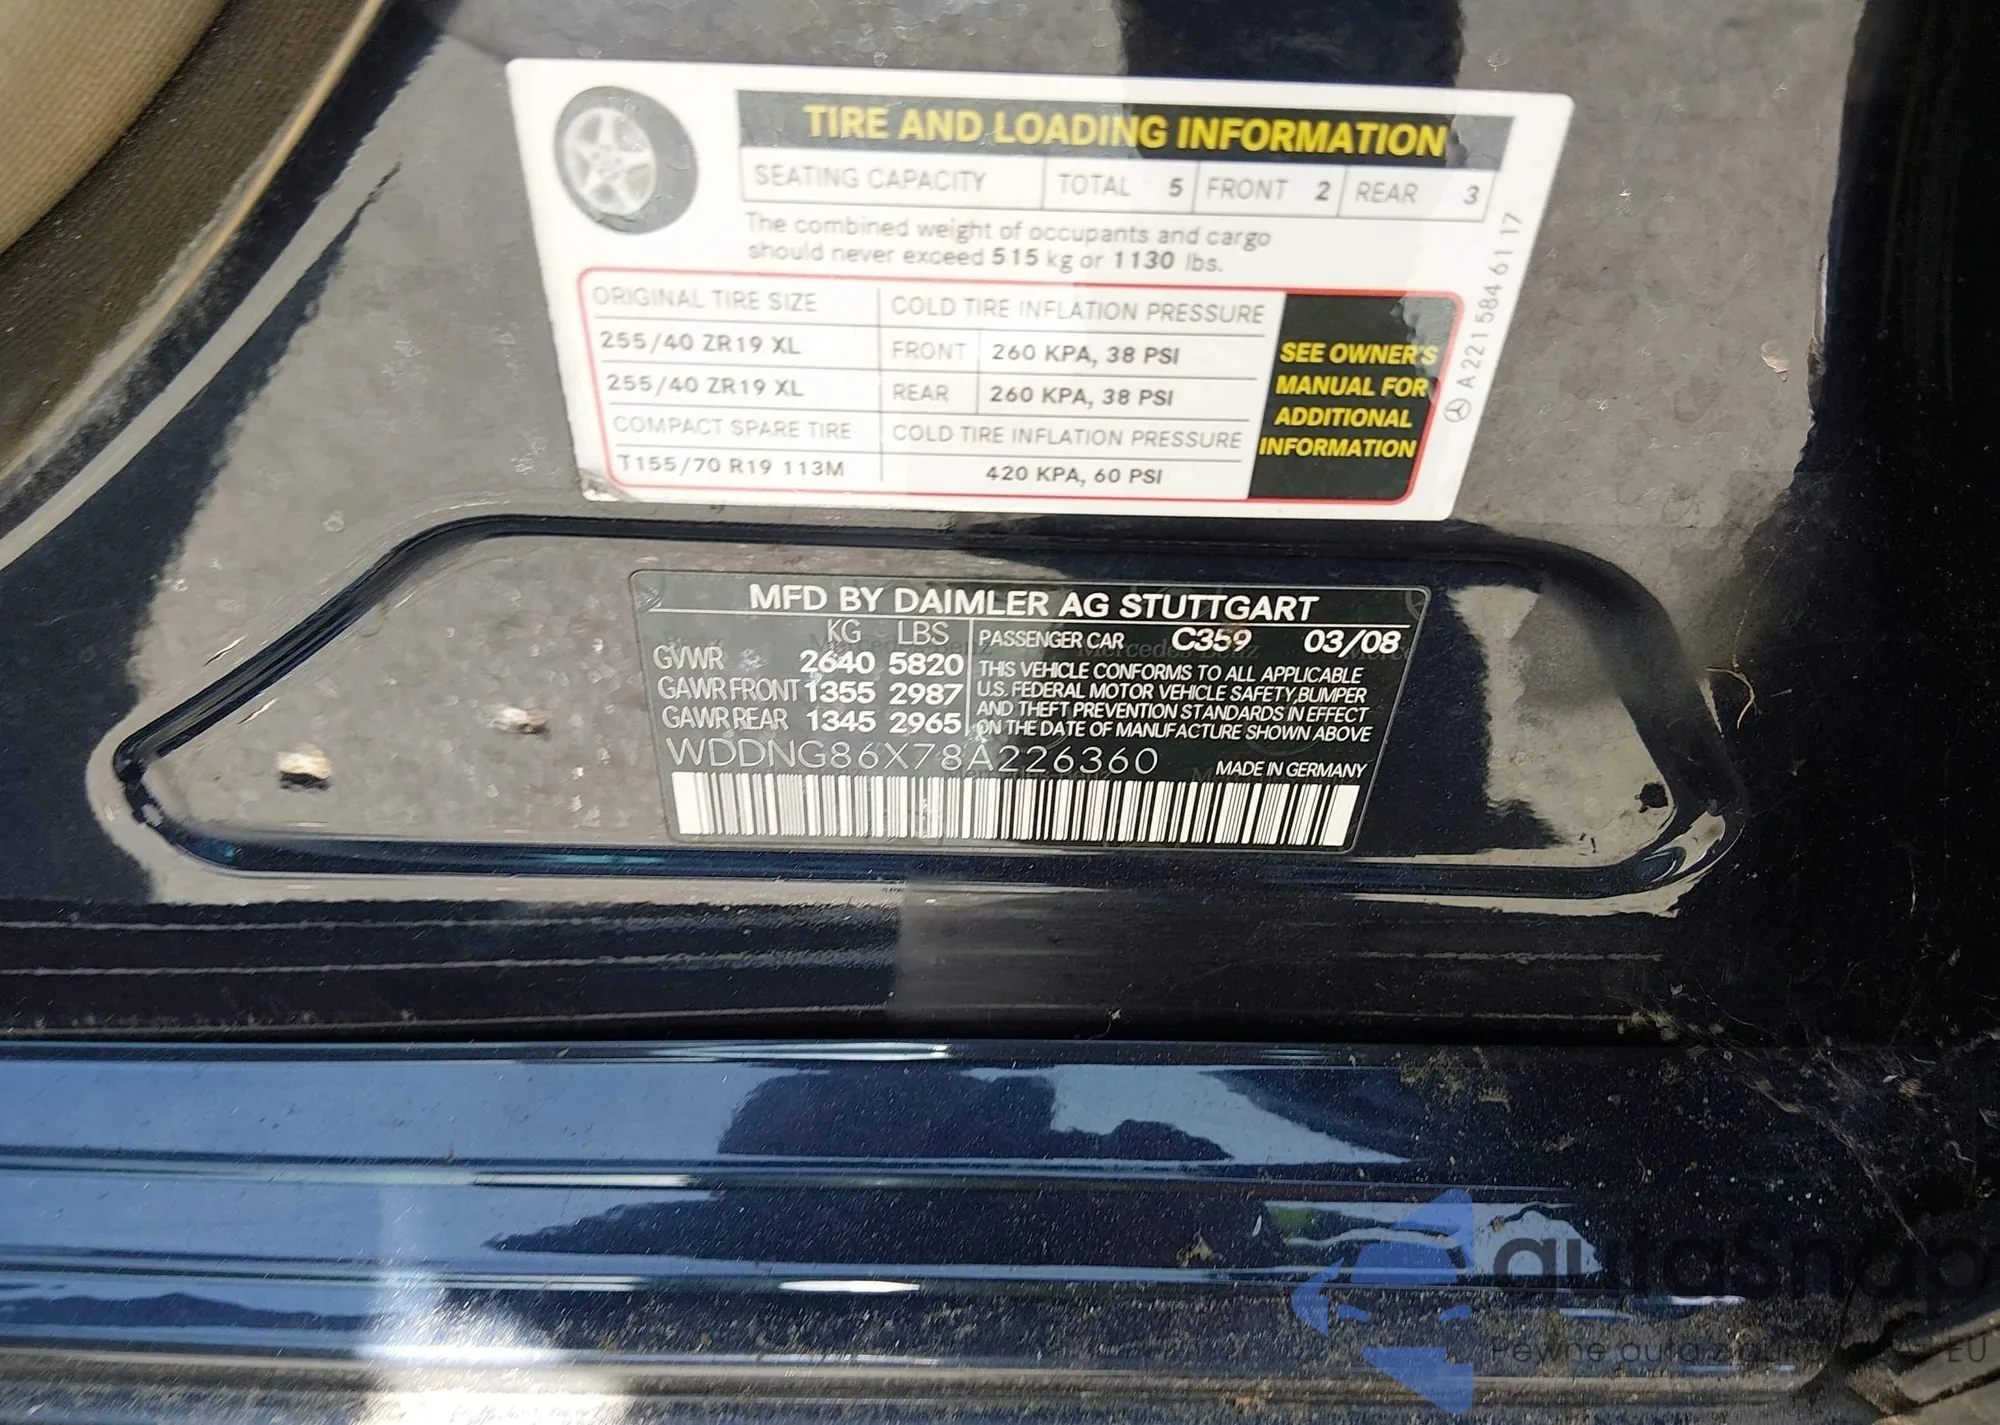 TIRE AND LOADING INFORMATION
SEATING CAPACITY TOTAL 5 FRONT 2 REAR 3
The combined weight of occupants and cargo
should never exceed 515 kg or 1130 lbs.
ORIGINAL TIRE SIZE COLD TIRE INFLATION PRESSURE
255/40 ZR19 XL FRONT 260 KPA, 38 PSI
255/40 ZR19 XL REAR 260 KPA, 38 PSI
COMPACT SPARE TIRE COLD TIRE INFLATION PRESSURE
T155/70 R19 113M 420 KPA, 60 PSI
SEE OWNER'S
MANUAL FOR
ADDITIONAL
INFORMATION
A 221 584 61 17
MFD BY DAIMLER AG STUTTGART
KG LBS
GVWR 2640 5820
GAWR FRONT 1355 2987
GAWR REAR 1345 2965
PASSENGER CAR C359 03/08
THIS VEHICLE CONFORMS TO ALL APPLICABLE
U.S. FEDERAL MOTOR VEHICLE SAFETY, BUMPER
AND THEFT PREVENTION STANDARDS IN EFFECT
ON THE DATE OF MANUFACTURE SHOWN ABOVE
WDDNG86X78A226360
MADE IN GERMANY
autaSnap
Pewne auta z EU